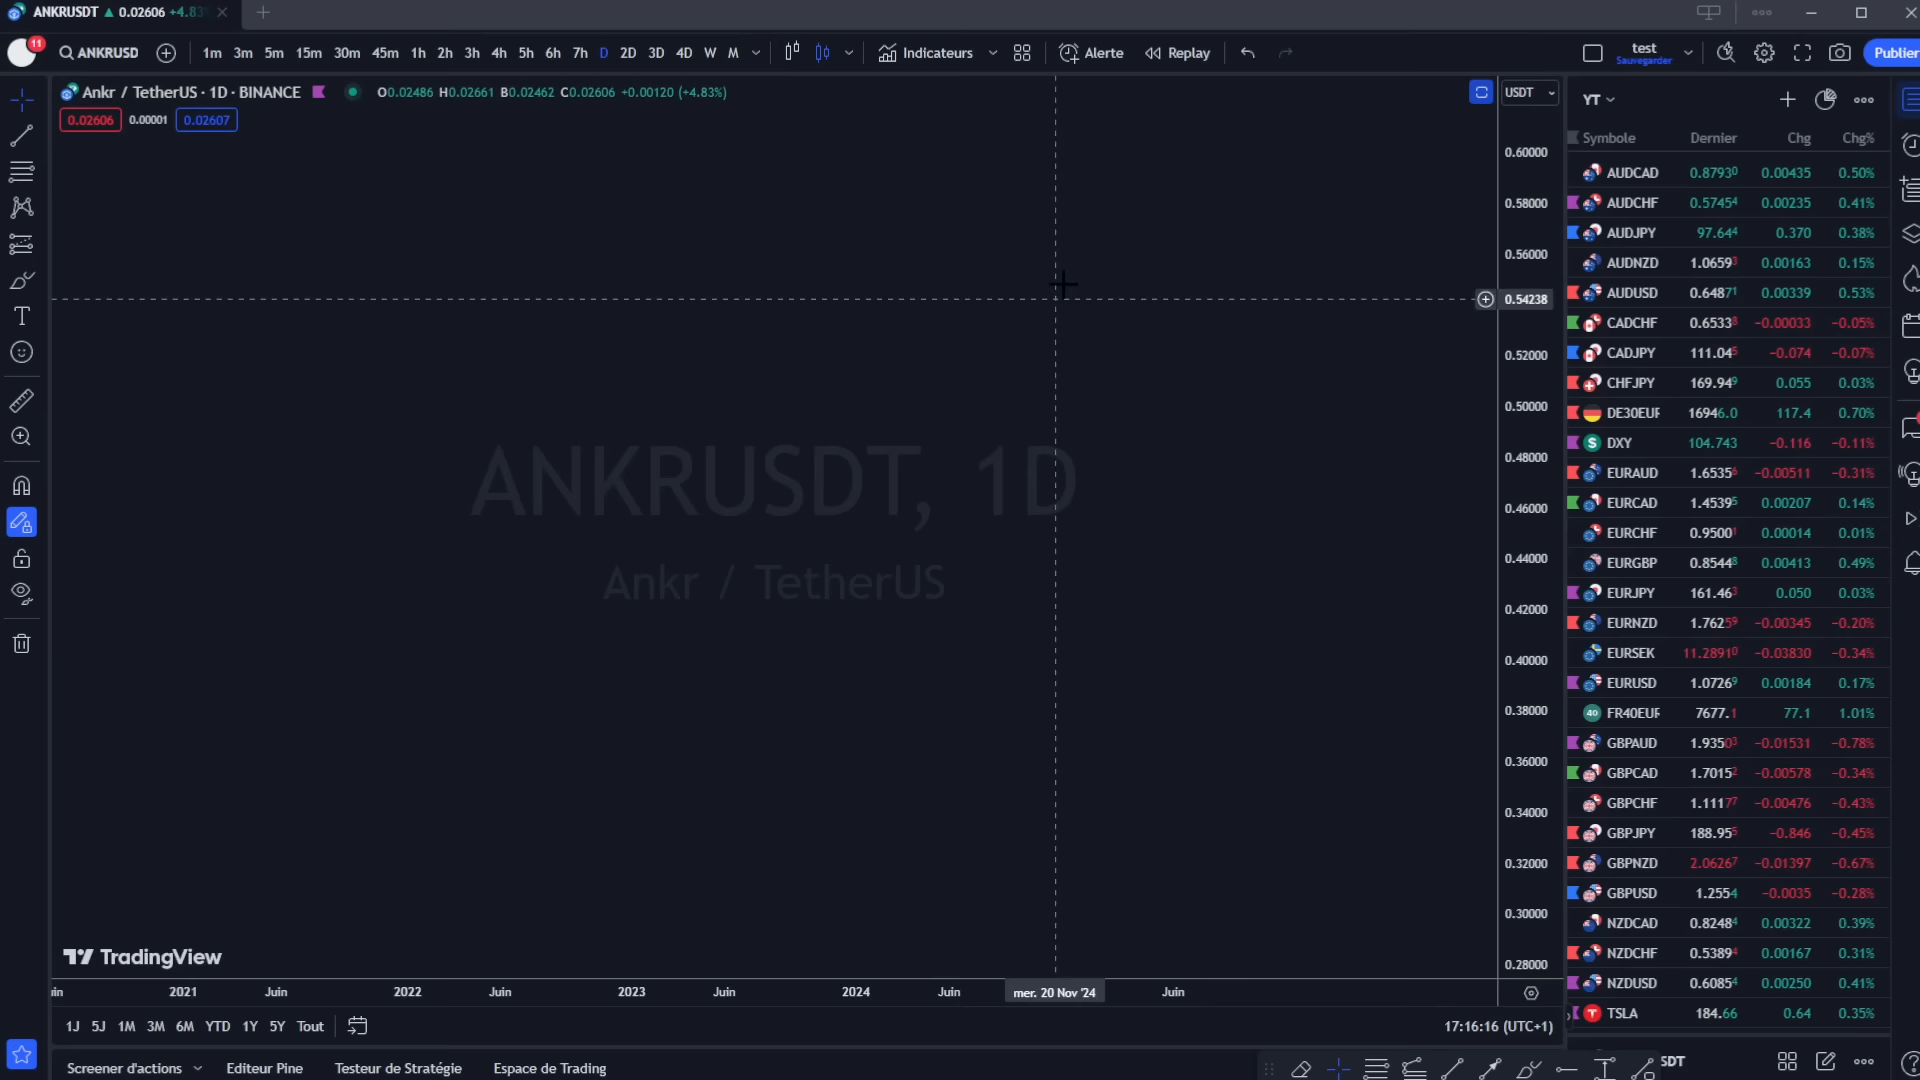 ANKRUSDT ▲ 0.02606 +4.83
11 ANKRUSD 1m 3m 5m 15m 30m 45m 1h 2h 3h 4h 5h 6h 7h D 2D 3D 4D W M Indicateurs Alerte Replay test Sauvegarder Publier
Ankr / TetherUS · 1D · BINANCE O0.02486 H0.02661 B0.02462 C0.02606 +0.00120 (+4.83%)
0.02606 0.00001 0.02607
USDT
0.60000
0.58000
0.56000
0.54238
0.52000
0.50000
0.48000
0.46000
0.44000
0.42000
0.40000
0.38000
0.36000
0.34000
0.32000
0.30000
0.28000
ANKRUSDT, 1D
Ankr / TetherUS
TradingView
2021 Juin 2022 Juin 2023 Juin 2024 Juin mer. 20 Nov '24 Juin
1J 5J 1M 3M 6M YTD 1Y 5Y Tout 17:16:16 (UTC+1)
Screener d'actions Editeur Pine Testeur de Stratégie Espace de Trading
YT
Symbole Dernier Chg Chg%
AUDCAD 0.87930 0.00435 0.50%
AUDCHF 0.57454 0.00235 0.41%
AUDJPY 97.644 0.370 0.38%
AUDNZD 1.06593 0.00163 0.15%
AUDUSD 0.64871 0.00339 0.53%
CADCHF 0.65338 −0.00033 −0.05%
CADJPY 111.045 −0.074 −0.07%
CHFJPY 169.949 0.055 0.03%
DE30EUR 16946.0 117.4 0.70%
DXY 104.743 −0.116 −0.11%
EURAUD 1.65356 −0.00511 −0.31%
EURCAD 1.45395 0.00207 0.14%
EURCHF 0.95001 0.00014 0.01%
EURGBP 0.85448 0.00413 0.49%
EURJPY 161.463 0.050 0.03%
EURNZD 1.76259 −0.00345 −0.20%
EURSEK 11.28910 −0.03830 −0.34%
EURUSD 1.07269 0.00184 0.17%
40 FR40EUR 7677.1 77.1 1.01%
GBPAUD 1.93503 −0.01531 −0.78%
GBPCAD 1.70152 −0.00578 −0.34%
GBPCHF 1.11177 −0.00476 −0.43%
GBPJPY 188.955 −0.846 −0.45%
GBPNZD 2.06267 −0.01397 −0.67%
GBPUSD 1.2554 −0.0035 −0.28%
NZDCAD 0.82484 0.00322 0.39%
NZDCHF 0.53894 0.00167 0.31%
NZDUSD 0.60854 0.00250 0.41%
TSLA 184.66 0.64 0.35%
SDT